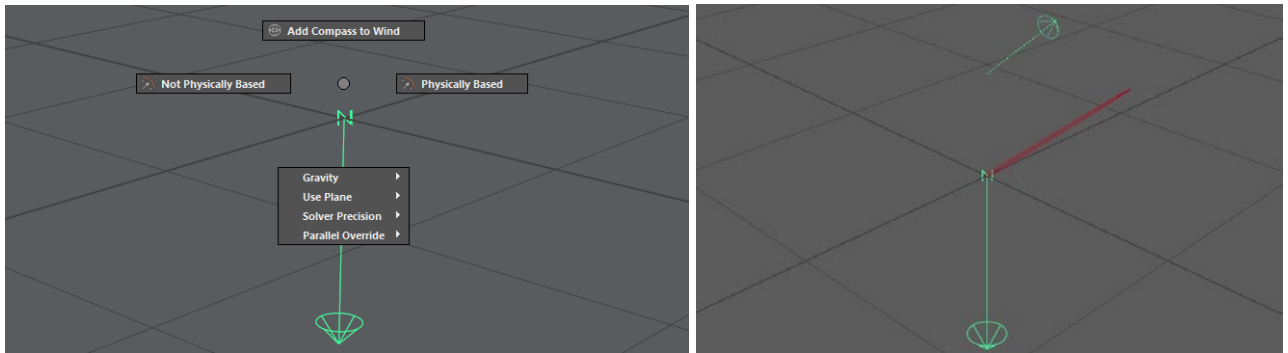 Add Compass to Wind
Not Physically Based
Physically Based
N
Gravity
Use Plane
Solver Precision
Parallel Override
N